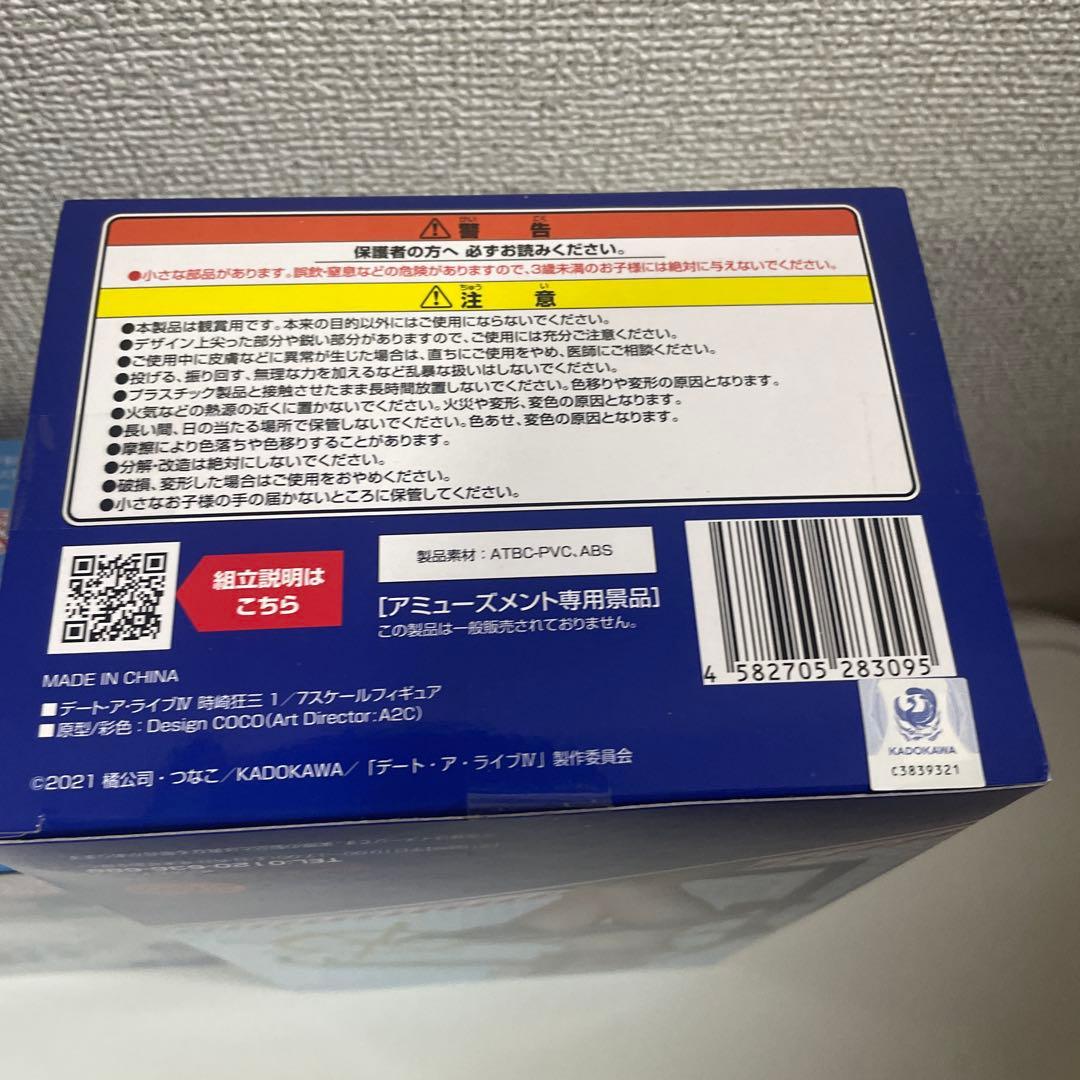 警告
保護者の方へ 必ずお読みください。
●小さな部品があります。誤飲・窒息などの危険がありますので、3歳未満のお子様には絶対に与えないでください。
注意
●本製品は観賞用です。本来の目的以外にはご使用にならないでください。
●デザイン上尖った部分や鋭い部分がありますので、ご使用には充分ご注意ください。
●ご使用中に皮膚などに異常が生じた場合は、直ちにご使用をやめ、医師にご相談ください。
●投げる、振り回す、無理な力を加えるなど乱暴な扱いはしないでください。
●プラスチック製品と接触させたまま長時間放置しないでください。色移りや変形の原因となります。
●火気などの熱源の近くに置かないでください。火災や変形、変色の原因となります。
●長い間、日の当たる場所で保管しないでください。色あせ、変色の原因となります。
●摩擦により色落ちや色移りすることがあります。
●分解・改造は絶対にしないでください。
●破損、変形した場合はご使用をおやめください。
●小さなお子様の手の届かないところに保管してください。
組立説明は
こちら
製品素材:ATBC-PVC、ABS
[アミューズメント専用景品]
この製品は一般販売されておりません。
4 582705 283095
MADE IN CHINA
■デート・ア・ライブⅣ 時崎狂三 1/7スケールフィギュア
■原型/彩色:Design COCO(Art Director:A2C)
©2021 橘公司・つなこ/KADOKAWA/「デート・ア・ライブⅣ」製作委員会
KADOKAWA
C3839321